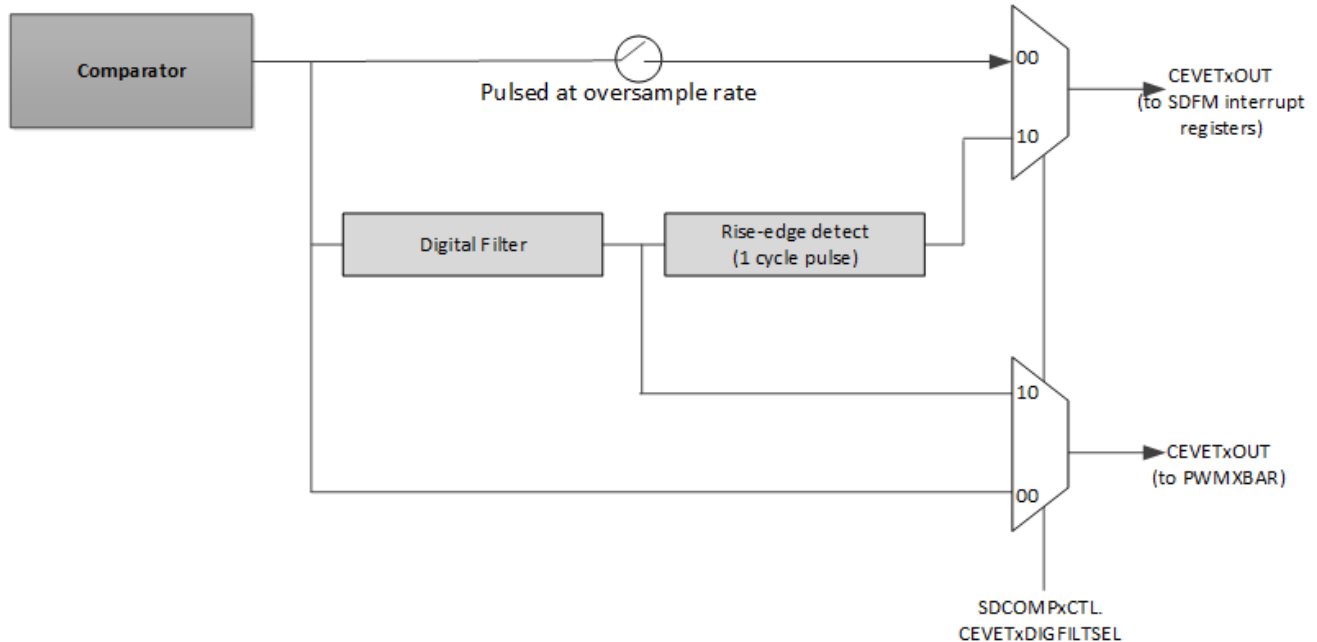 Comparator
Pulsed at oversample rate
00
10
CEVETxOUT
(to SDFM interrupt
registers)
Digital Filter
Rise-edge detect
(1 cycle pulse)
10
00
CEVETxOUT
(to PWMXBAR)
SDCOMPxCTL.
CEVETxDIGFILTSEL